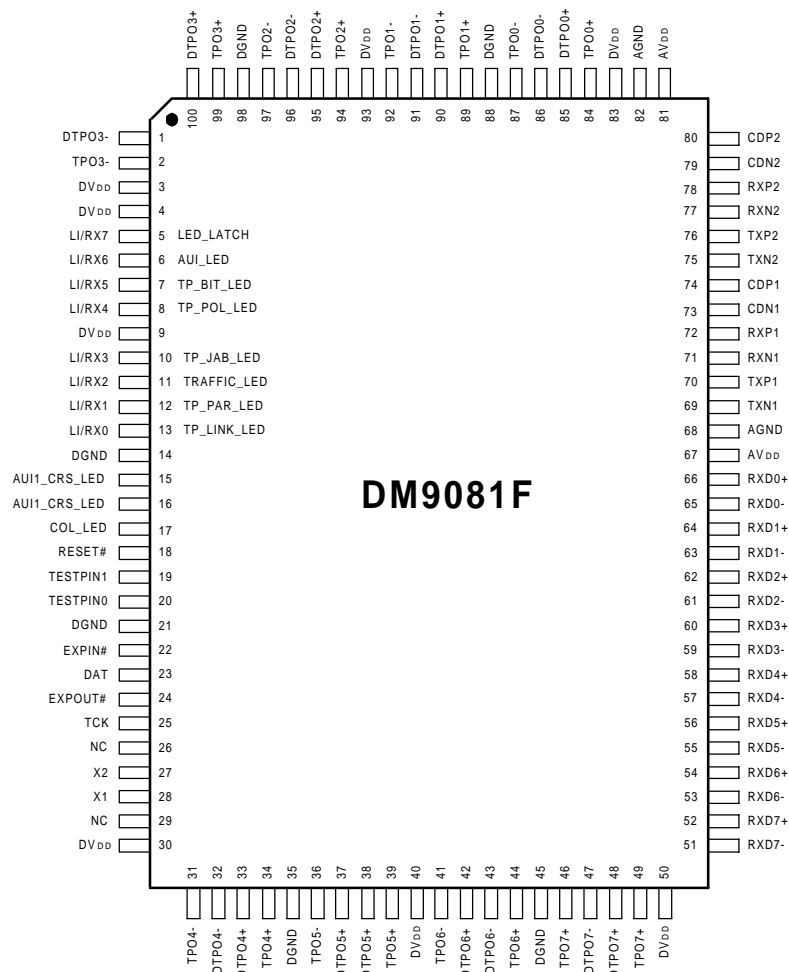 DTPO3+ TPO3+ DGND TPO2- DTPO2- DTPO2+ TPO2+ DVDD TPO1- DTPO1- DTPO1+ TPO1+ DGND TPO0- DTPO0- DTPO0+ TPO0+ DVDD AGND AVDD
100 99 98 97 96 95 94 93 92 91 90 89 88 87 86 85 84 83 82 81
DTPO3- 1 80 CDP2
TPO3- 2 79 CDN2
DVDD 3 78 RXP2
DVDD 4 77 RXN2
LI/RX7 5 LED_LATCH 76 TXP2
LI/RX6 6 AUI_LED 75 TXN2
LI/RX5 7 TP_BIT_LED 74 CDP1
LI/RX4 8 TP_POL_LED 73 CDN1
DVDD 9 72 RXP1
LI/RX3 10 TP_JAB_LED 71 RXN1
LI/RX2 11 TRAFFIC_LED 70 TXP1
LI/RX1 12 TP_PAR_LED 69 TXN1
LI/RX0 13 TP_LINK_LED 68 AGND
DGND 14 67 AVDD
AUI1_CRS_LED 15 66 RXD0+
DM9081F
AUI1_CRS_LED 16 65 RXD0-
COL_LED 17 64 RXD1+
RESET# 18 63 RXD1-
TESTPIN1 19 62 RXD2+
TESTPIN0 20 61 RXD2-
DGND 21 60 RXD3+
EXPIN# 22 59 RXD3-
DAT 23 58 RXD4+
EXPOUT# 24 57 RXD4-
TCK 25 56 RXD5+
NC 26 55 RXD5-
X2 27 54 RXD6+
X1 28 53 RXD6-
NC 29 52 RXD7+
DVDD 30 51 RXD7-
31 32 33 34 35 36 37 38 39 40 41 42 43 44 45 46 47 48 49 50
TPO4- DTPO4- DTPO4+ TPO4+ DGND TPO5- DTPO5+ DTPO5+ TPO5+ DVDD TPO6- DTPO6+ DTPO6- TPO6+ DGND TPO7+ DTPO7- DTPO7+ TPO7+ DVDD